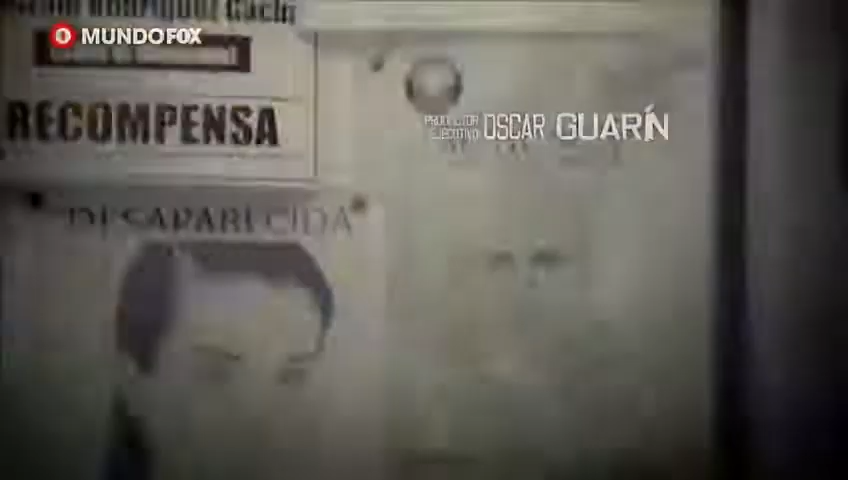 MUNDOFOX
RECOMPENSA
PRODUCTOR
EJECUTIVO
OSCAR GUARÍN
DESAPARECIDA